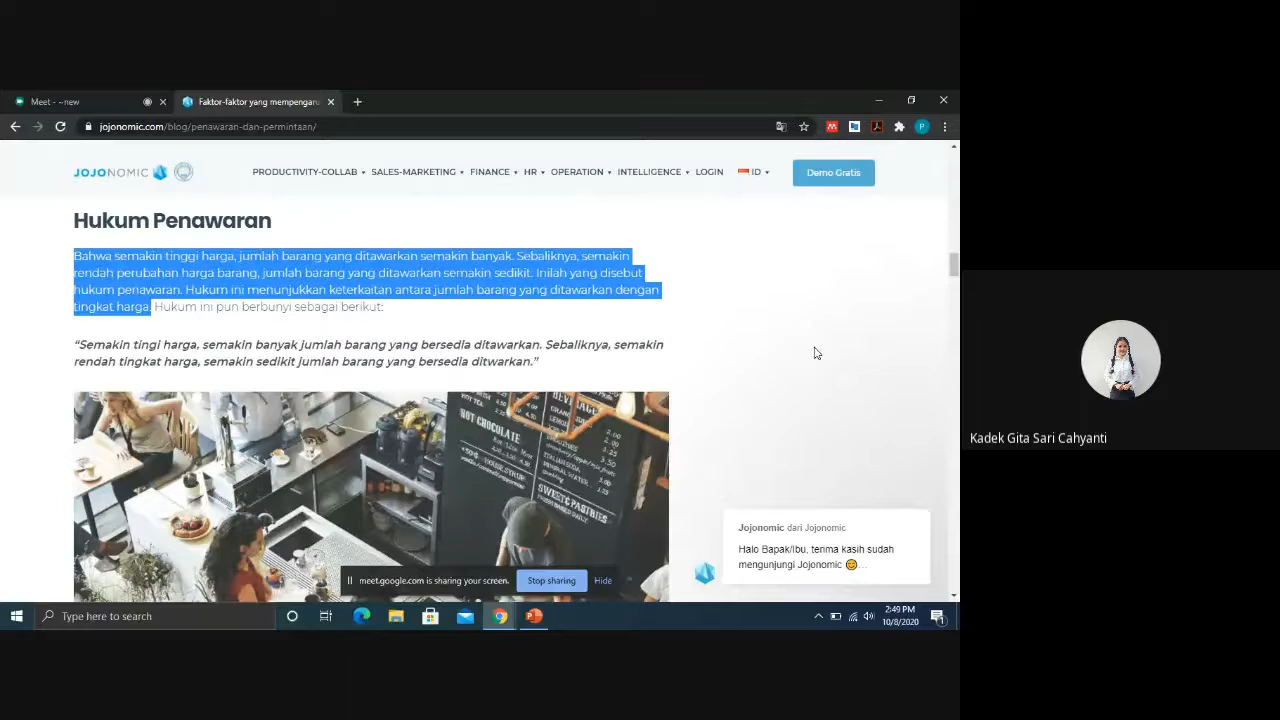 Meet - ~new
Faktor-faktor yang mempengaru
jojonomic.com/blog/penawaran-dan-permintaan/
P
JOJONOMIC
PRODUCTIVITY-COLLAB SALES-MARKETING FINANCE HR OPERATION INTELLIGENCE LOGIN ID
Demo Gratis
Hukum Penawaran
Bahwa semakin tinggi harga, jumlah barang yang ditawarkan semakin banyak. Sebaliknya, semakin
rendah perubahan harga barang, jumlah barang yang ditawarkan semakin sedikit. Inilah yang disebut
hukum penawaran. Hukum ini menunjukkan keterkaitan antara jumlah barang yang ditawarkan dengan
tingkat harga. Hukum ini pun berbunyi sebagai berikut:
“Semakin tingi harga, semakin banyak jumlah barang yang bersedia ditawarkan. Sebaliknya, semakin
rendah tingkat harga, semakin sedikit jumlah barang yang bersedia ditwarkan.”
HOT CHOCOLATE
SWEETS & PASTRIES
Kadek Gita Sari Cahyanti
Jojonomic dari Jojonomic
Halo Bapak/Ibu, terima kasih sudah
mengunjungi Jojonomic 😊...
meet.google.com is sharing your screen.
Stop sharing
Hide
Type here to search
2:49 PM
10/8/2020
1